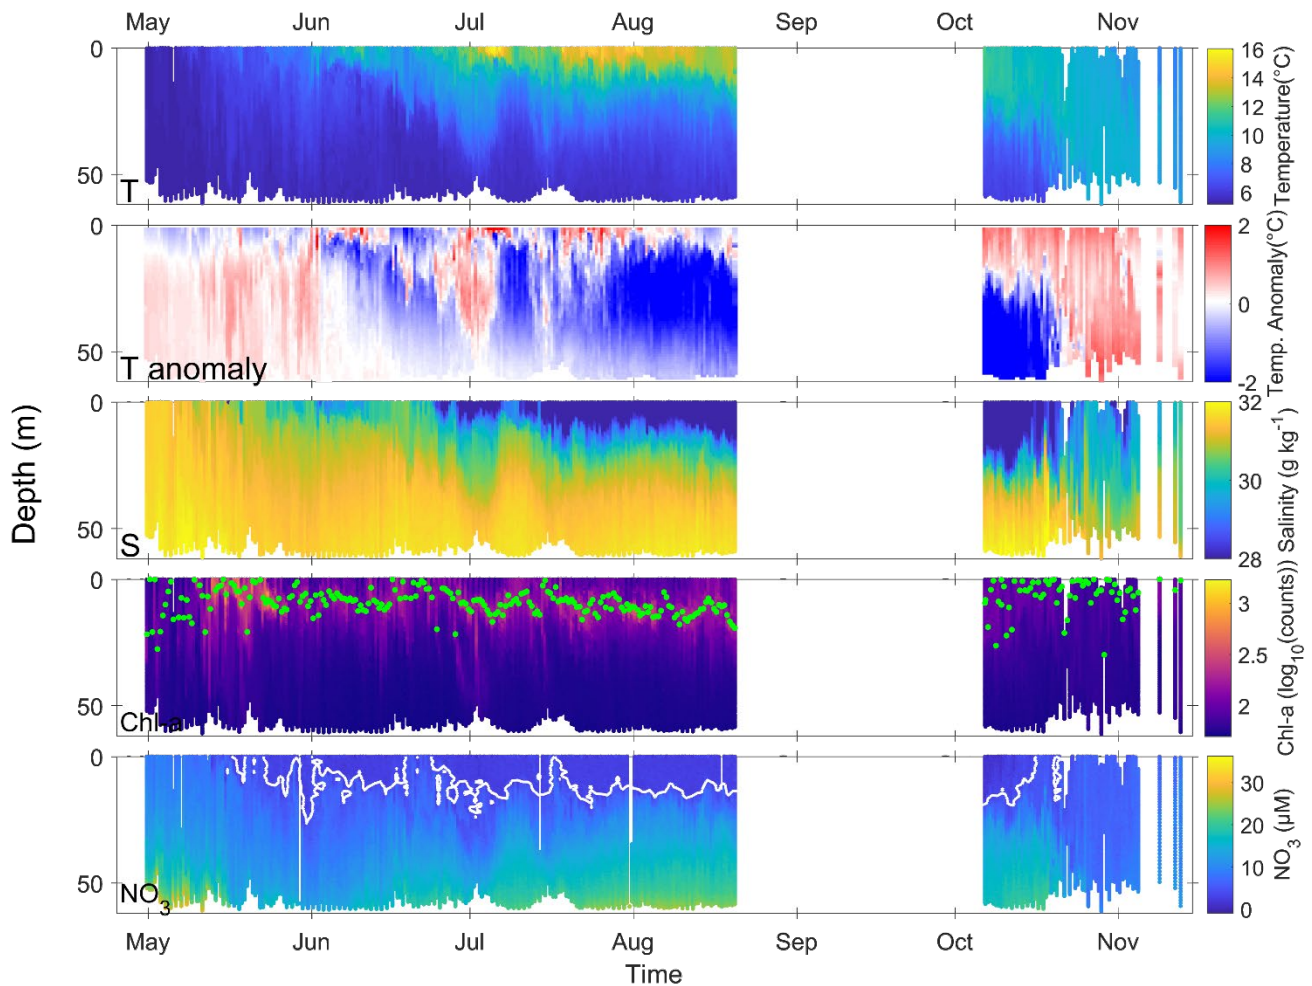 May Jun Jul Aug Sep Oct Nov
0
50
T
16
14
12
10
8
6
Temperature(°C)
0
50
T anomaly
2
0
-2
Temp. Anomaly(°C)
Depth (m)
0
50
S
32
30
28
Salinity (g kg⁻¹)
0
50
Chl-a
3
2.5
2
Chl-a (log₁₀(counts))
0
50
NO₃
30
20
10
0
NO₃ (µM)
May Jun Jul Aug Sep Oct Nov
Time